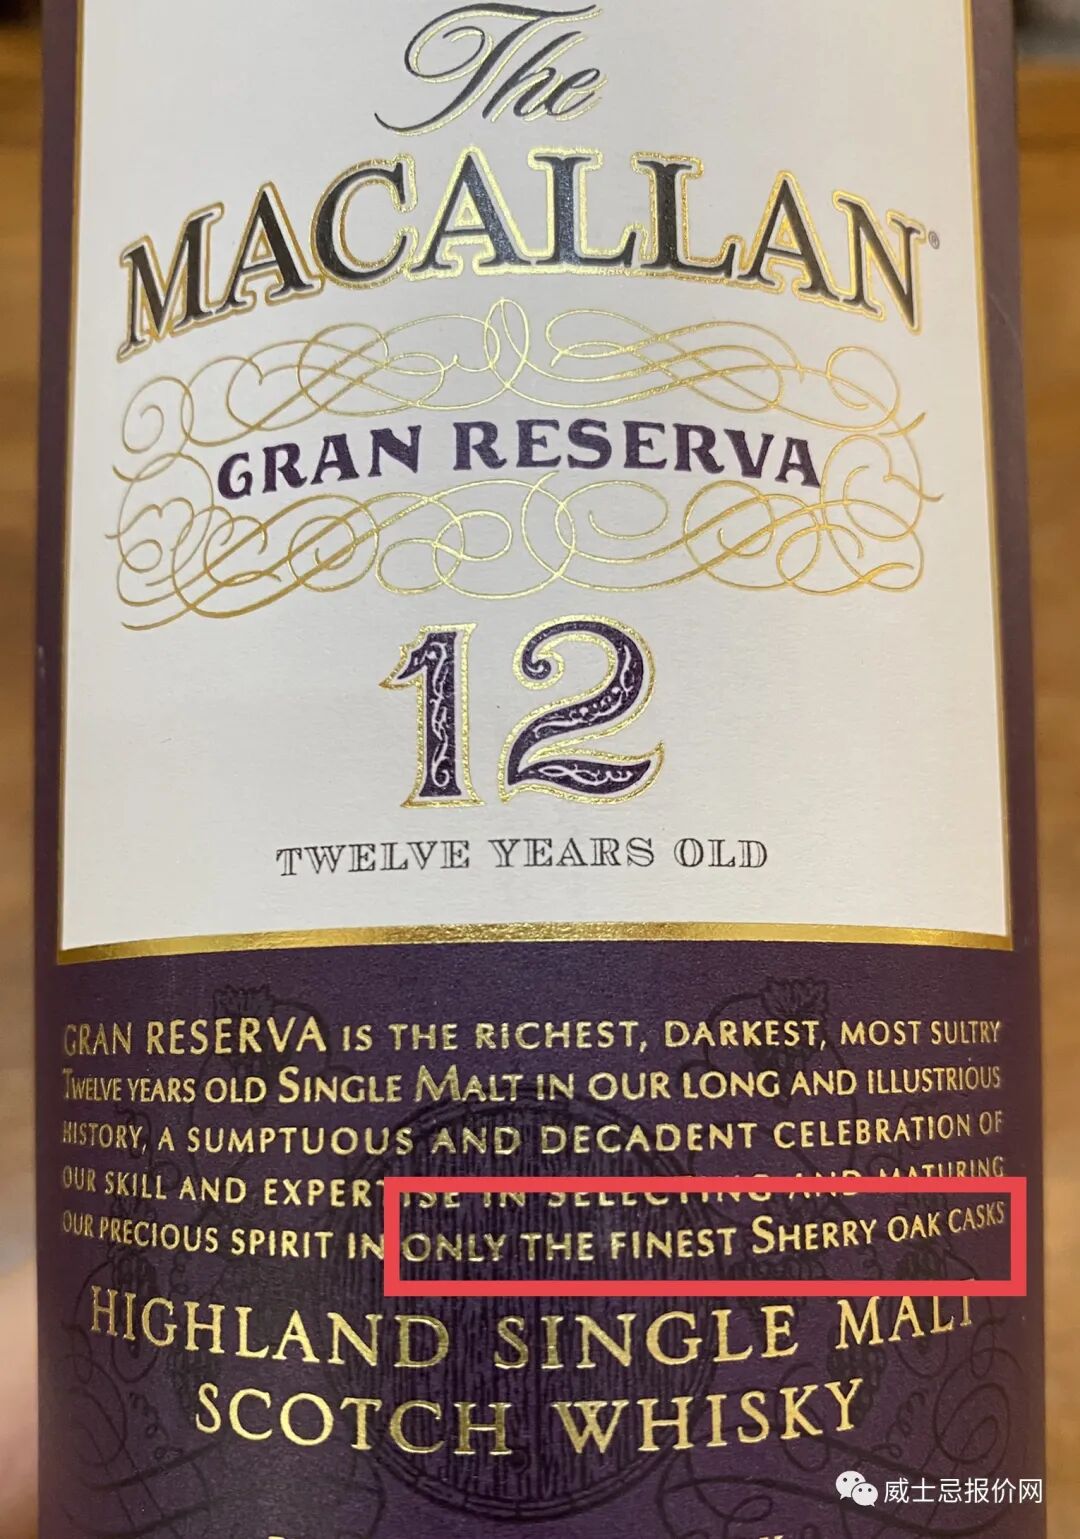 The
MACALLAN®
GRAN RESERVA
12
TWELVE YEARS OLD
GRAN RESERVA IS THE RICHEST, DARKEST, MOST SULTRY
TWELVE YEARS OLD SINGLE MALT IN OUR LONG AND ILLUSTRIOUS
HISTORY, A SUMPTUOUS AND DECADENT CELEBRATION OF
OUR SKILL AND EXPERTISE IN SELECTING AND MATURING
OUR PRECIOUS SPIRIT IN ONLY THE FINEST SHERRY OAK CASKS
HIGHLAND SINGLE MALT
SCOTCH WHISKY
威士忌报价网